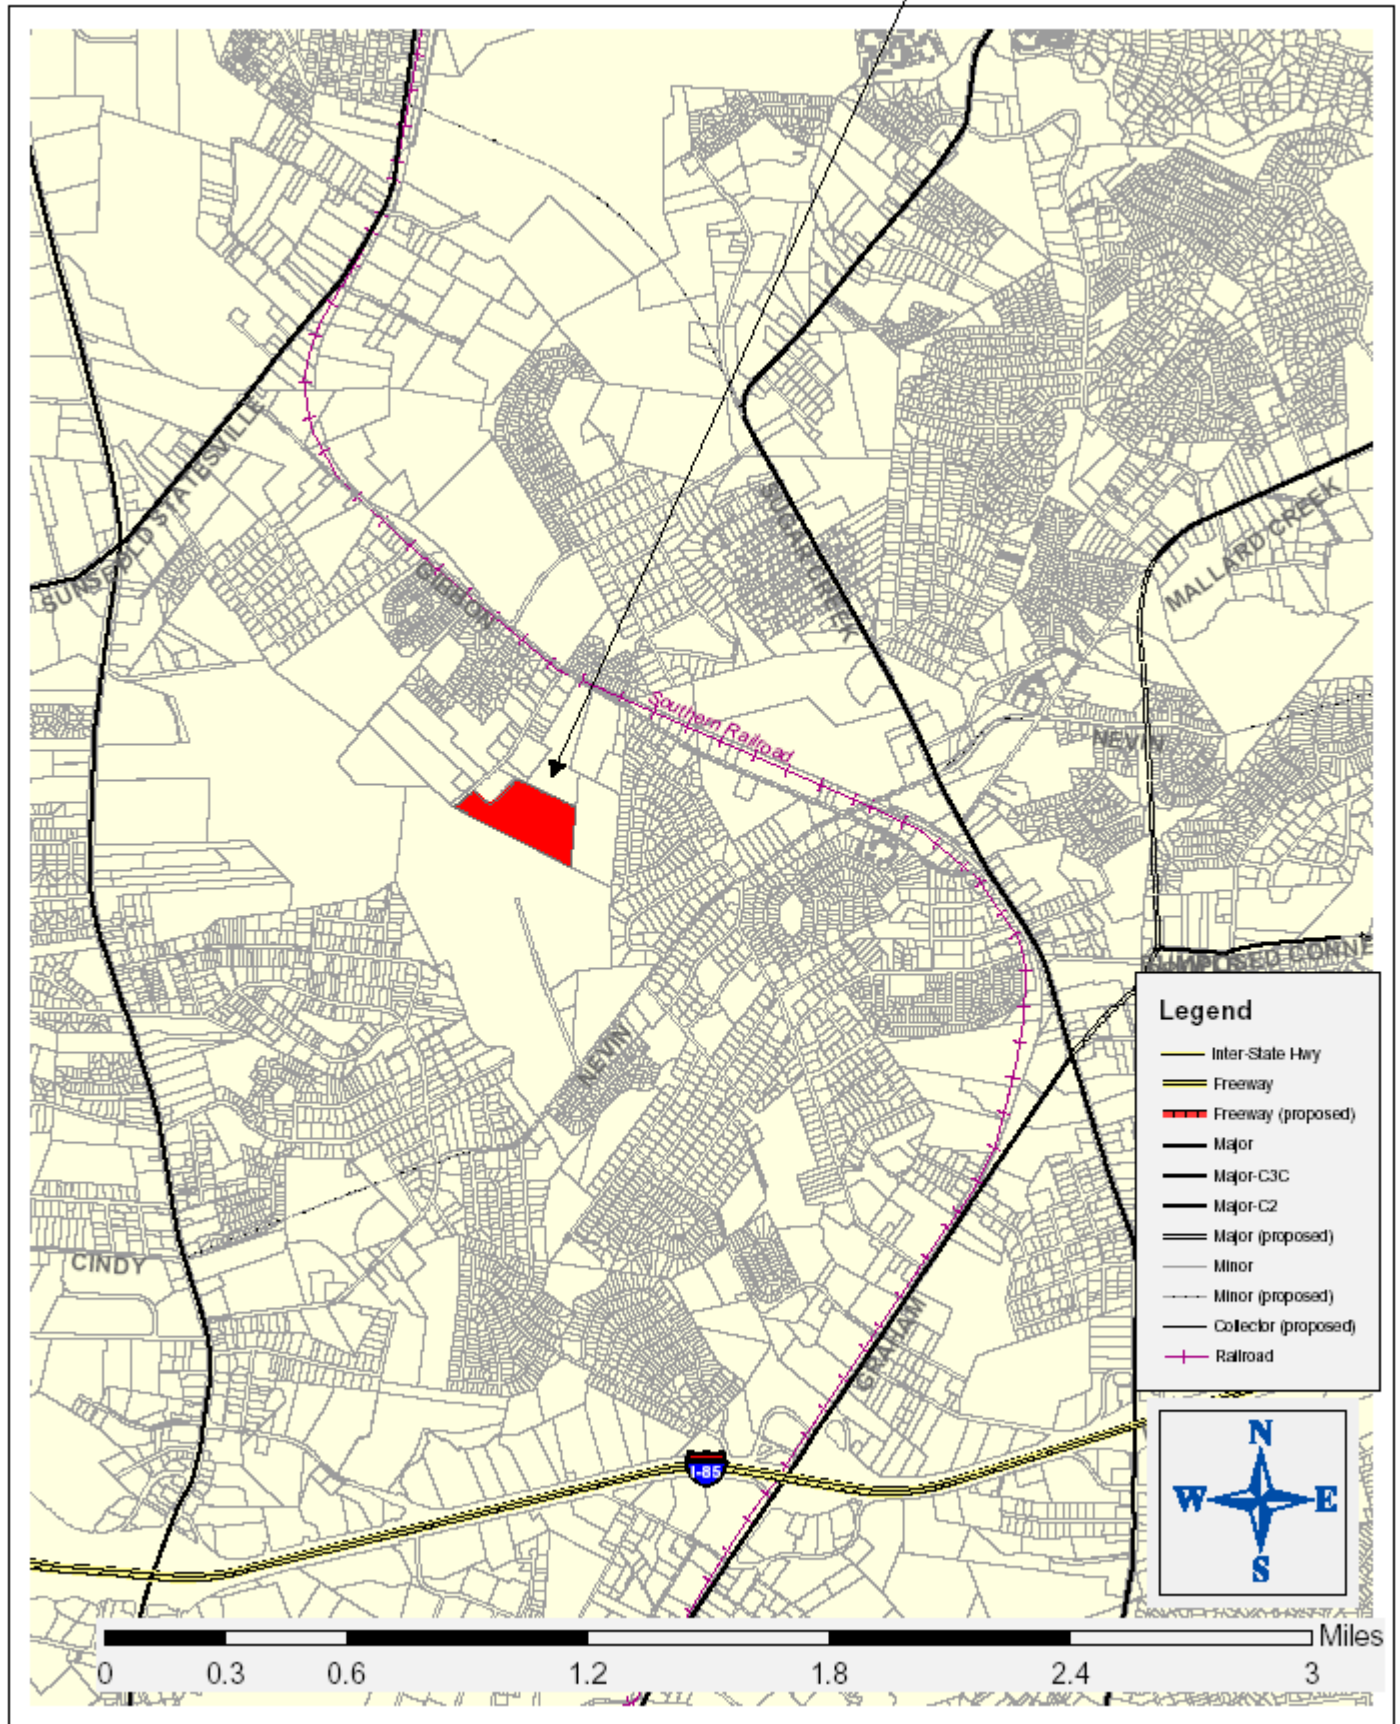 SUNSET
OLD STATESVILLE
GIBBON
SUGAR CREEK
MALLARD CREEK
Southern Railroad
NEVIN
NEVIN
CINDY
GRAHAM
I-85
Legend
Inter-State Hwy
Freeway
Freeway (proposed)
Major
Major-C3C
Major-C2
Major (proposed)
Minor
Minor (proposed)
Collector (proposed)
Railroad
N
W E
S
Miles
0 0.3 0.6 1.2 1.8 2.4 3